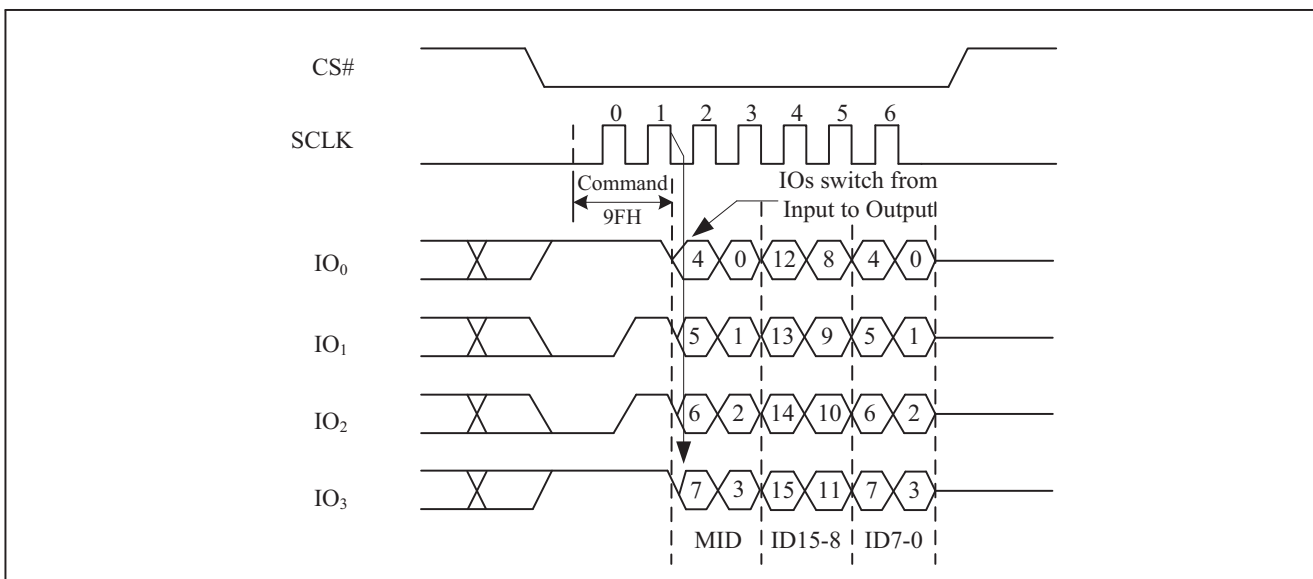 CS#
0 1 2 3 4 5 6
SCLK
Command
9FH
IOs switch from
Input to Output
IO₀ 4 0 12 8 4 0
IO₁ 5 1 13 9 5 1
IO₂ 6 2 14 10 6 2
IO₃ 7 3 15 11 7 3
MID ID15-8 ID7-0